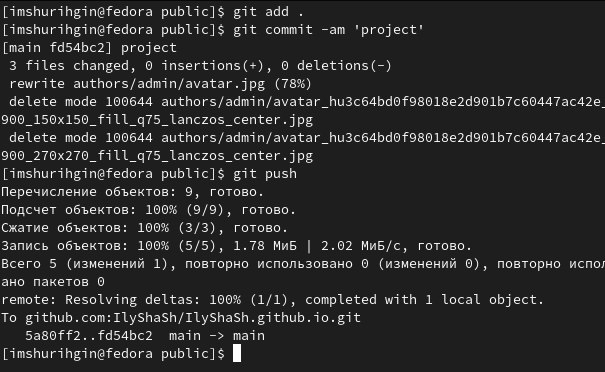 [imshurihgin@fedora public]$ git add .
[imshurihgin@fedora public]$ git commit -am 'project'
[main fd54bc2] project
 3 files changed, 0 insertions(+), 0 deletions(-)
 rewrite authors/admin/avatar.jpg (78%)
 delete mode 100644 authors/admin/avatar_hu3c64bd0f98018e2d901b7c60447ac42e_
900_150x150_fill_q75_lanczos_center.jpg
 delete mode 100644 authors/admin/avatar_hu3c64bd0f98018e2d901b7c60447ac42e_
900_270x270_fill_q75_lanczos_center.jpg
[imshurihgin@fedora public]$ git push
Перечисление объектов: 9, готово.
Подсчет объектов: 100% (9/9), готово.
Сжатие объектов: 100% (3/3), готово.
Запись объектов: 100% (5/5), 1.78 МиБ | 2.02 МиБ/с, готово.
Всего 5 (изменений 1), повторно использовано 0 (изменений 0), повторно испол
ано пакетов 0
remote: Resolving deltas: 100% (1/1), completed with 1 local object.
To github.com:IlyShaSh/IlyShaSh.github.io.git
   5a80ff2..fd54bc2  main -> main
[imshurihgin@fedora public]$